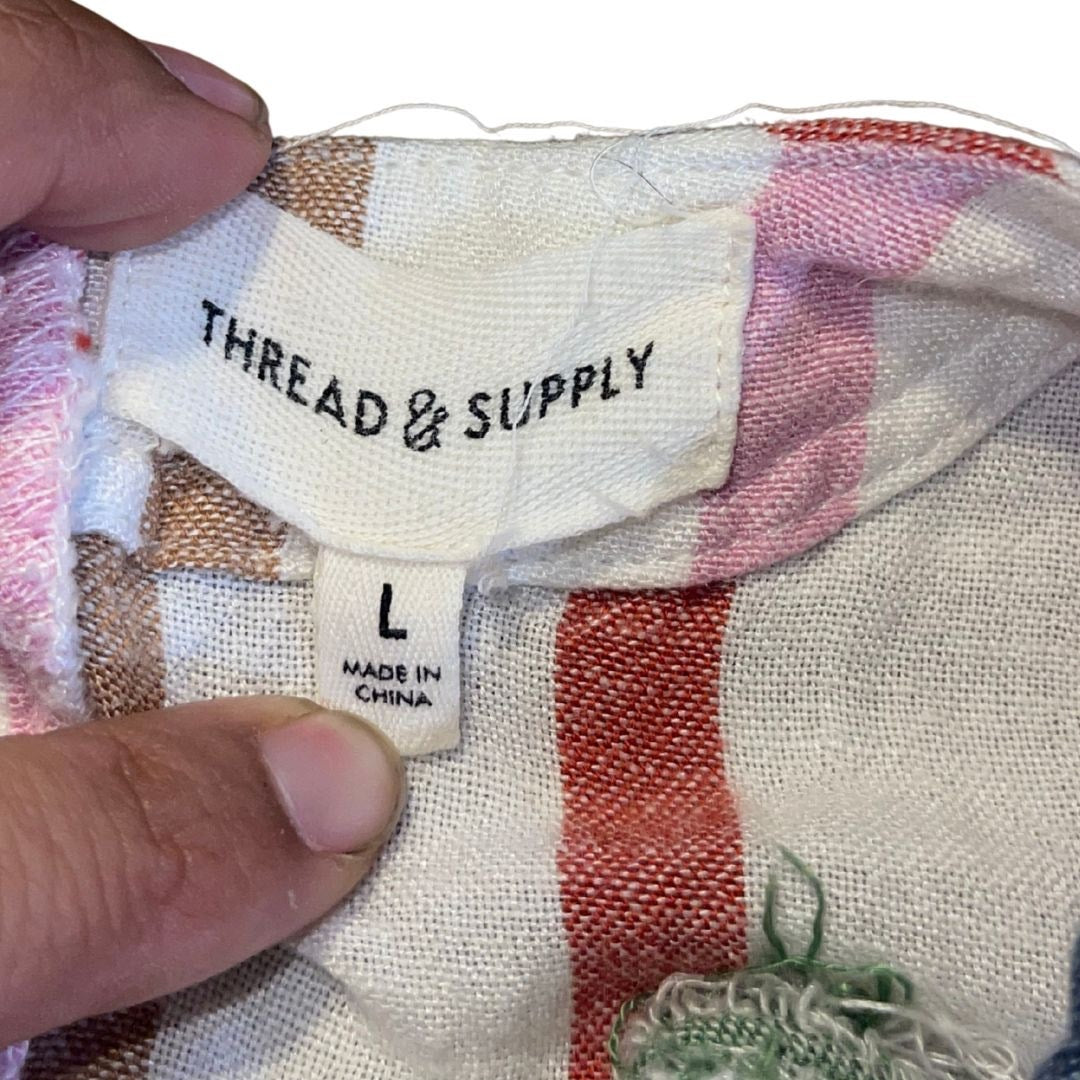 THREAD & SUPPLY
L
MADE IN
CHINA